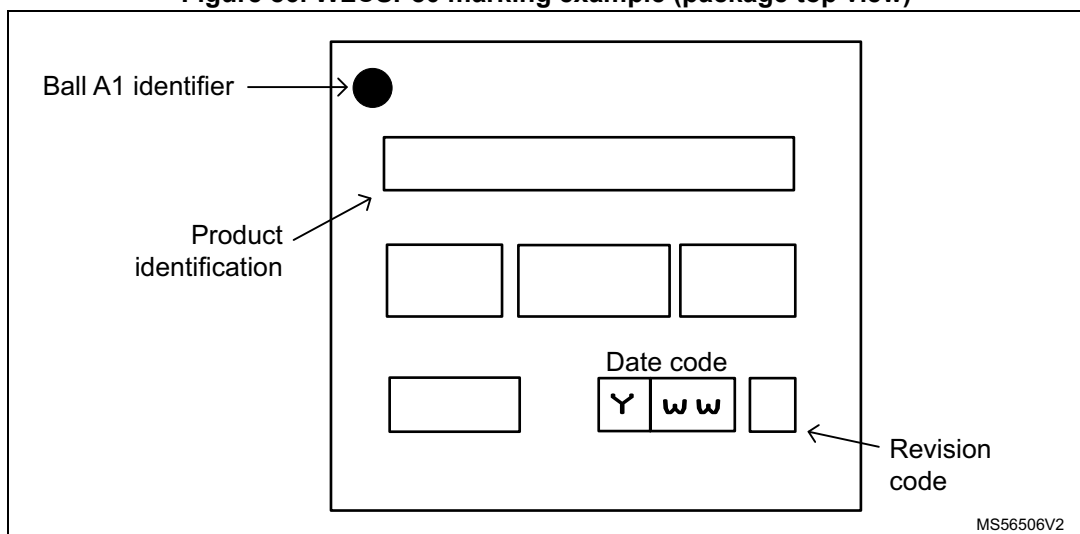 Ball A1 identifier
Product
identification
Date code
Y WW
Revision
code
MS56506V2